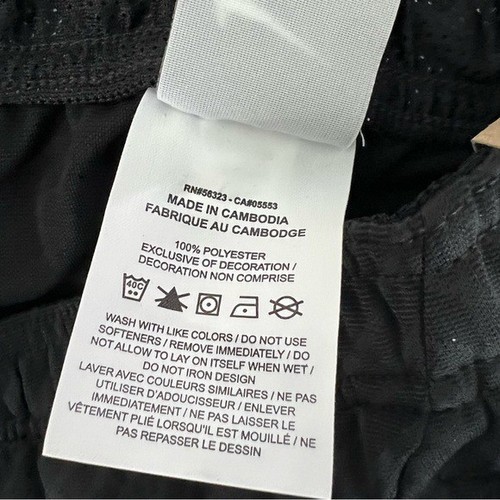 RN#56323 - CA#05553
MADE IN CAMBODIA
FABRIQUE AU CAMBODGE
100% POLYESTER
EXCLUSIVE OF DECORATION /
DECORATION NON COMPRISE
40C
WASH WITH LIKE COLORS / DO NOT USE
SOFTENERS / REMOVE IMMEDIATELY / DO
NOT ALLOW TO LAY ON ITSELF WHEN WET /
DO NOT IRON DESIGN
LAVER AVEC COULEURS SIMILAIRES / NE PAS
UTILISER D'ADOUCISSEUR / ENLEVER
IMMEDIATEMENT / NE PAS LAISSER LE
VÊTEMENT PLIÉ LORSQU'IL EST MOUILLÉ / NE
PAS REPASSER LE DESSIN